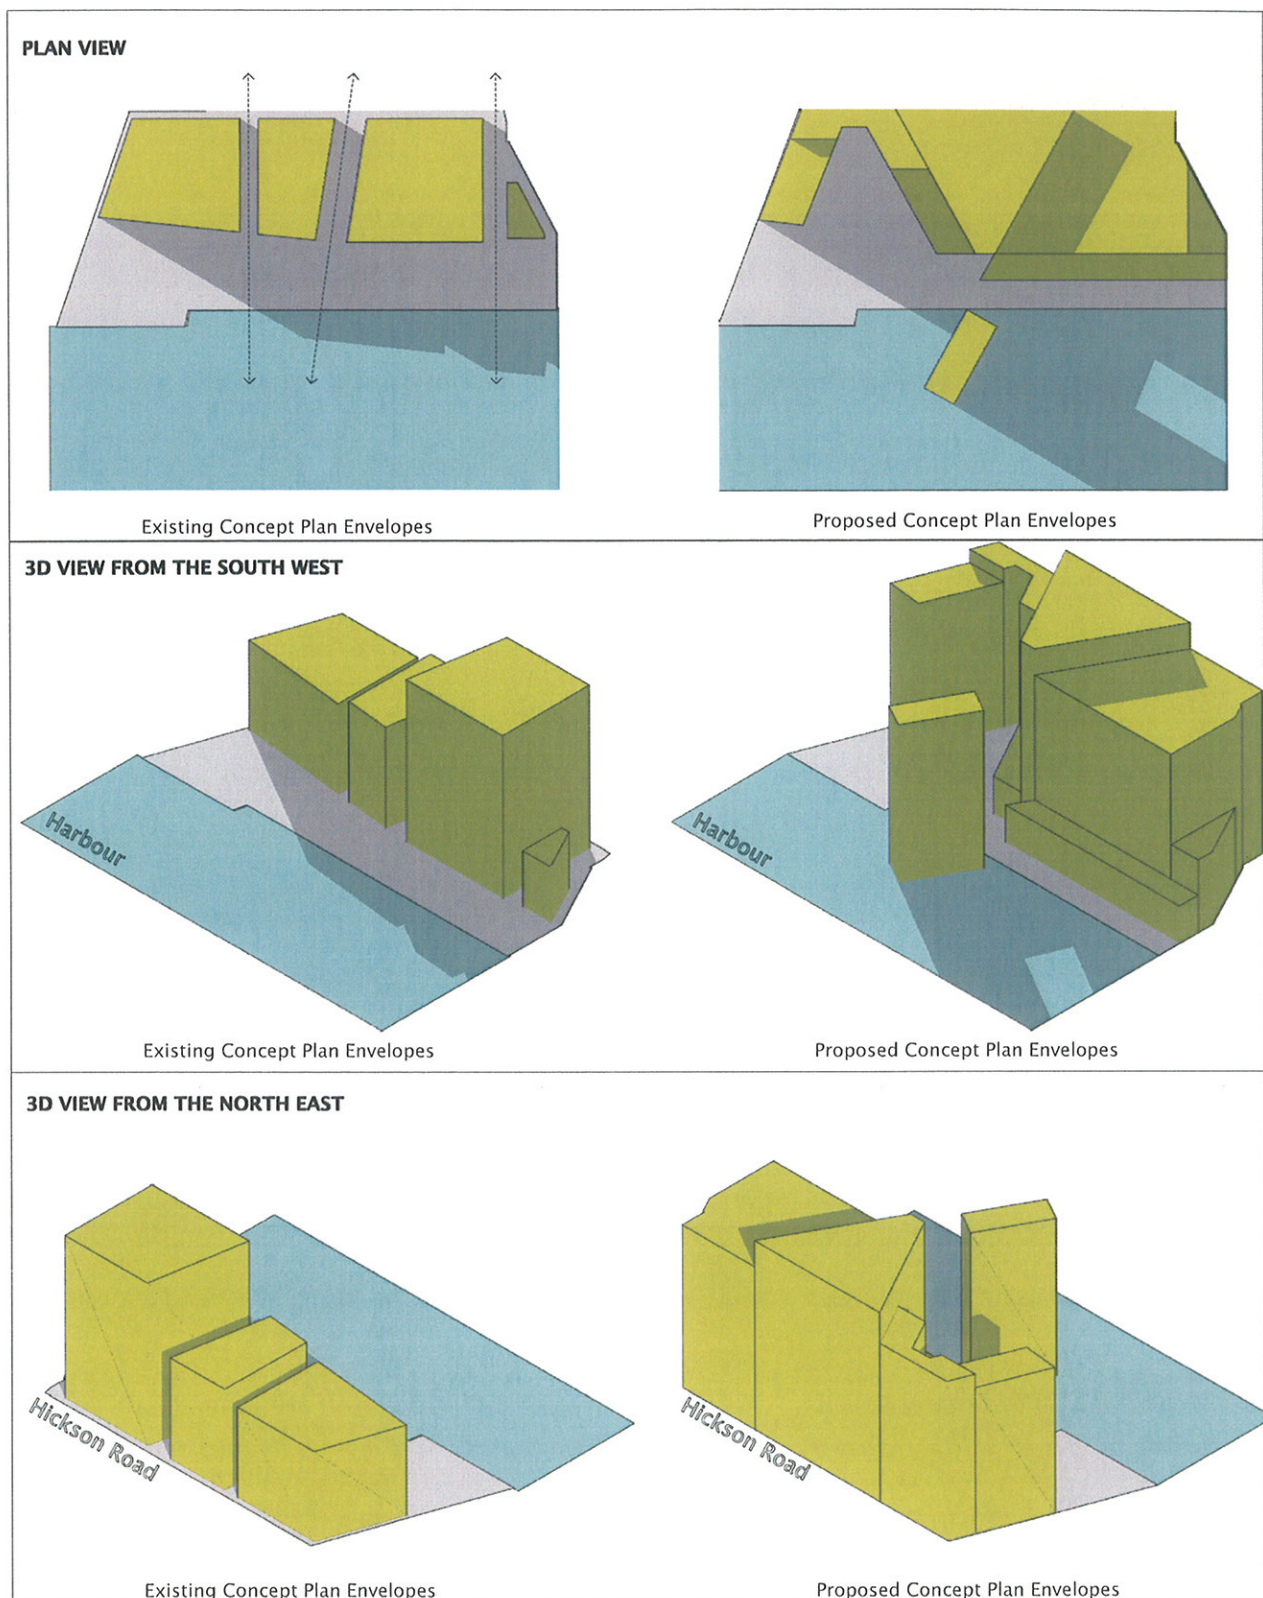 PLAN VIEW
Existing Concept Plan Envelopes
Proposed Concept Plan Envelopes
3D VIEW FROM THE SOUTH WEST
Harbour
Harbour
Existing Concept Plan Envelopes
Proposed Concept Plan Envelopes
3D VIEW FROM THE NORTH EAST
Hickson Road
Hickson Road
Existing Concept Plan Envelopes
Proposed Concept Plan Envelopes